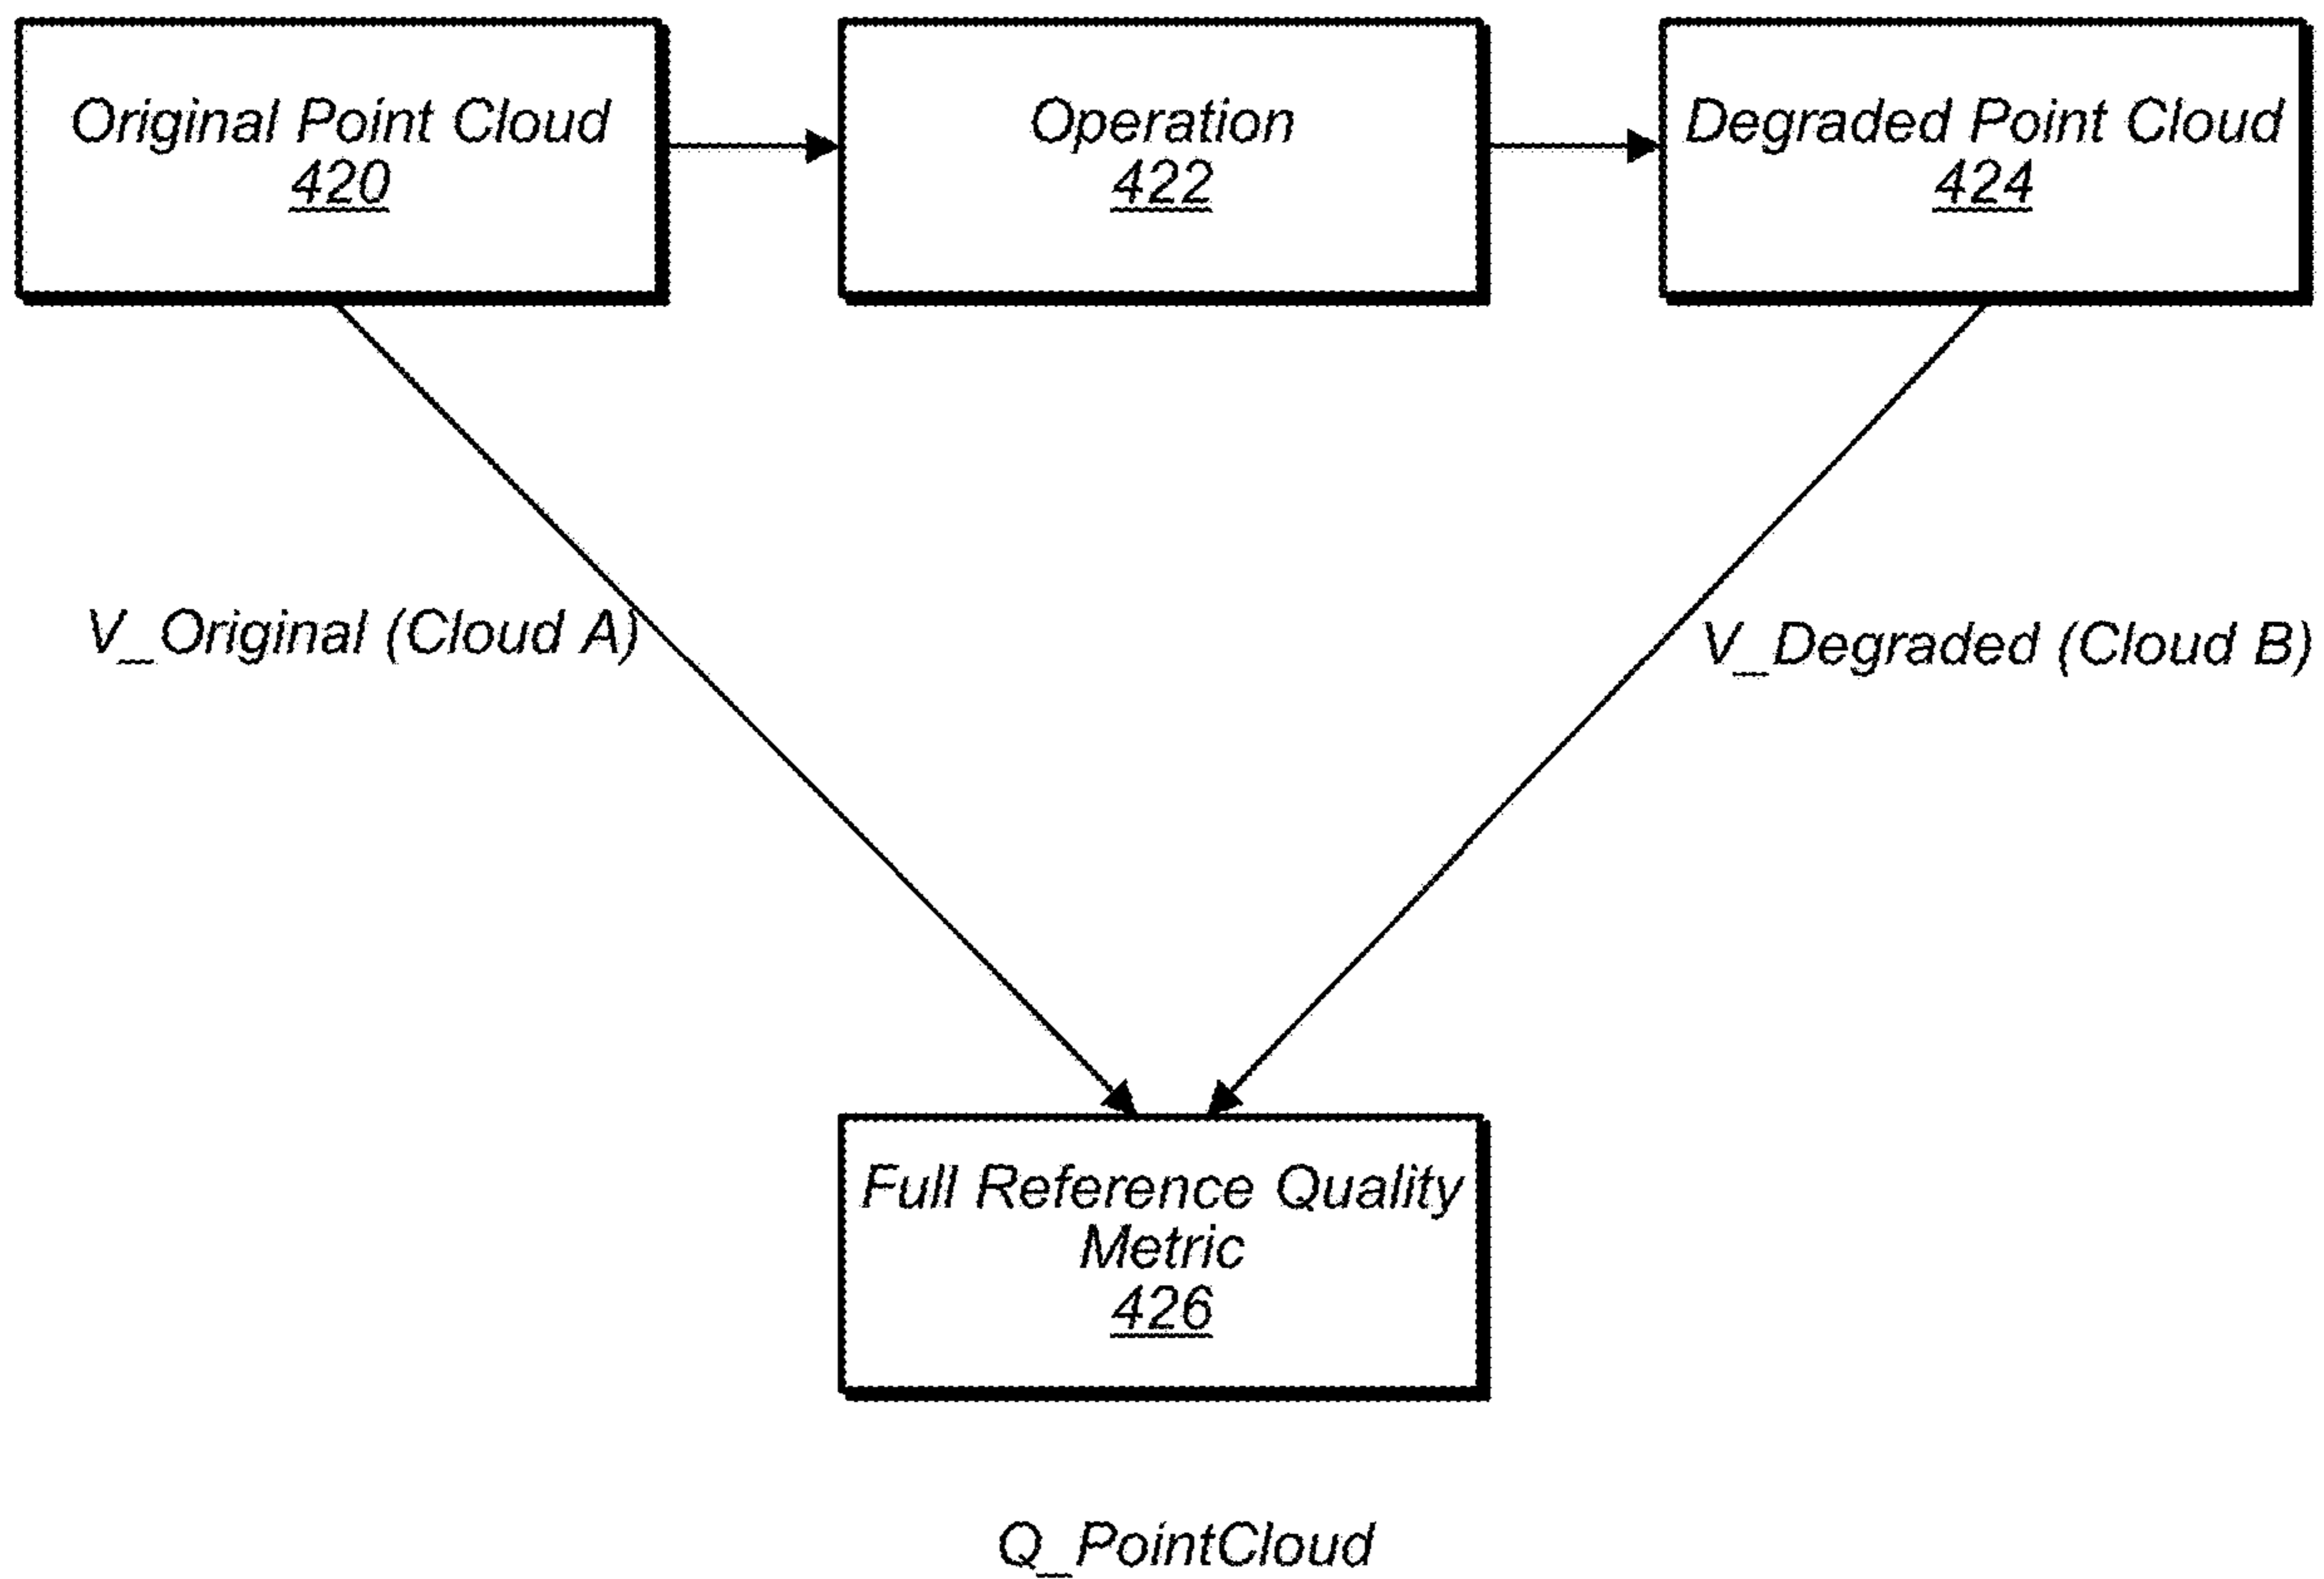 Original Point Cloud
420
Operation
422
Degraded Point Cloud
424
V_Original (Cloud A)
V_Degraded (Cloud B)
Full Reference Quality
Metric
426
Q_PointCloud